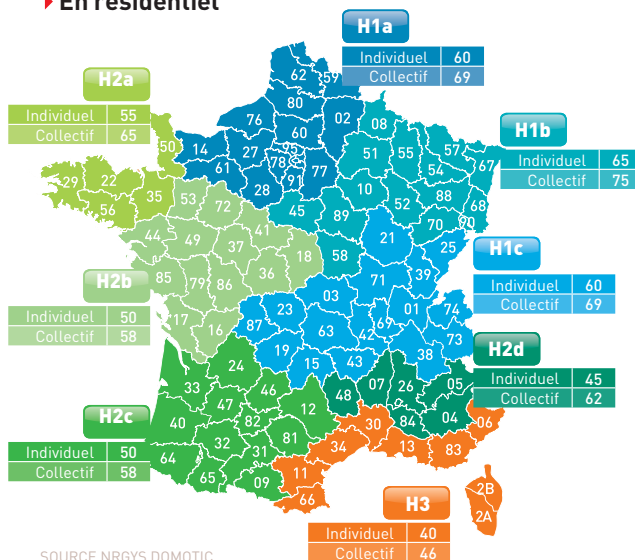 En résidentiel
H1a
Individuel 60
Collectif 69
H2a
Individuel 55
Collectif 65
H1b
Individuel 65
Collectif 75
H1c
Individuel 60
Collectif 69
H2b
Individuel 50
Collectif 58
H2d
Individuel 45
Collectif 62
H2c
Individuel 50
Collectif 58
H3
Individuel 40
Collectif 46
62 59
80
76 02 08
60
50 14 27 95 51 55 57
78 54 67
61 91 77
28 10 88
29 22 35 53 72 52 68
56 45 89 70 90
41 21 25
44 49 37 18 58
39
85 79 86 36 71
03
17 16 87 23 01 74
63 42 69
19 73
24 15 43 38
33 46 48 07 26 05
47 12
40 82 30 84 04 06
32 81 34 13 83
64 31
65 09 11
66
2B
2A
SOURCE NRGYS DOMOTIC